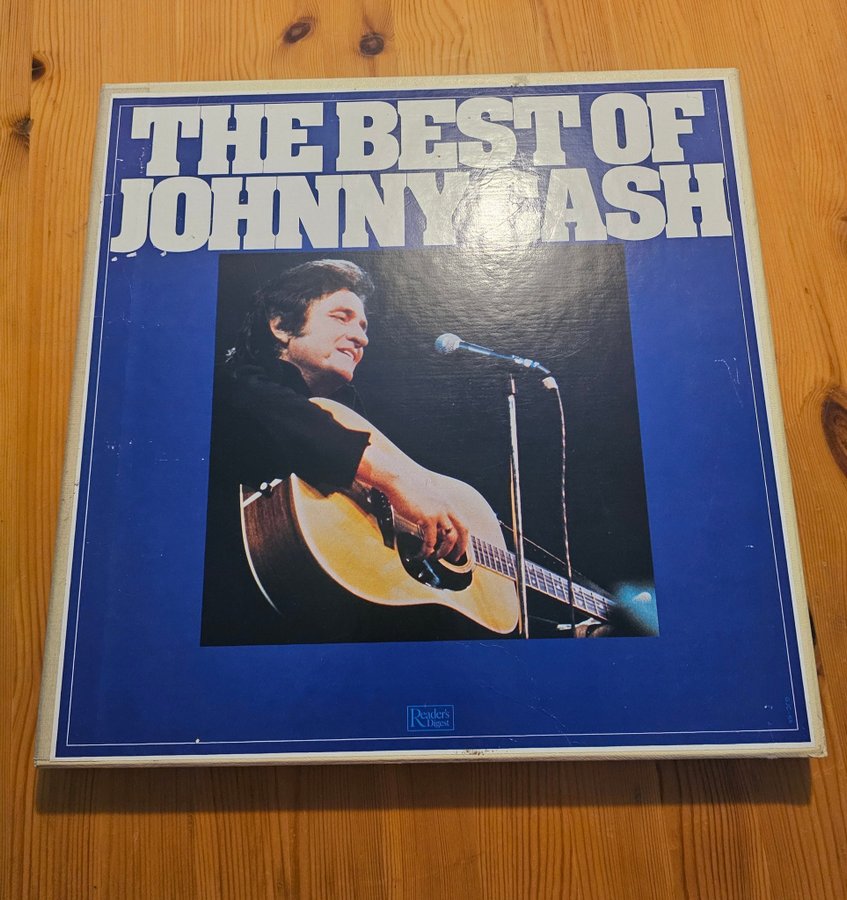 THE BEST OF
JOHNNY CASH
Reader's
Digest